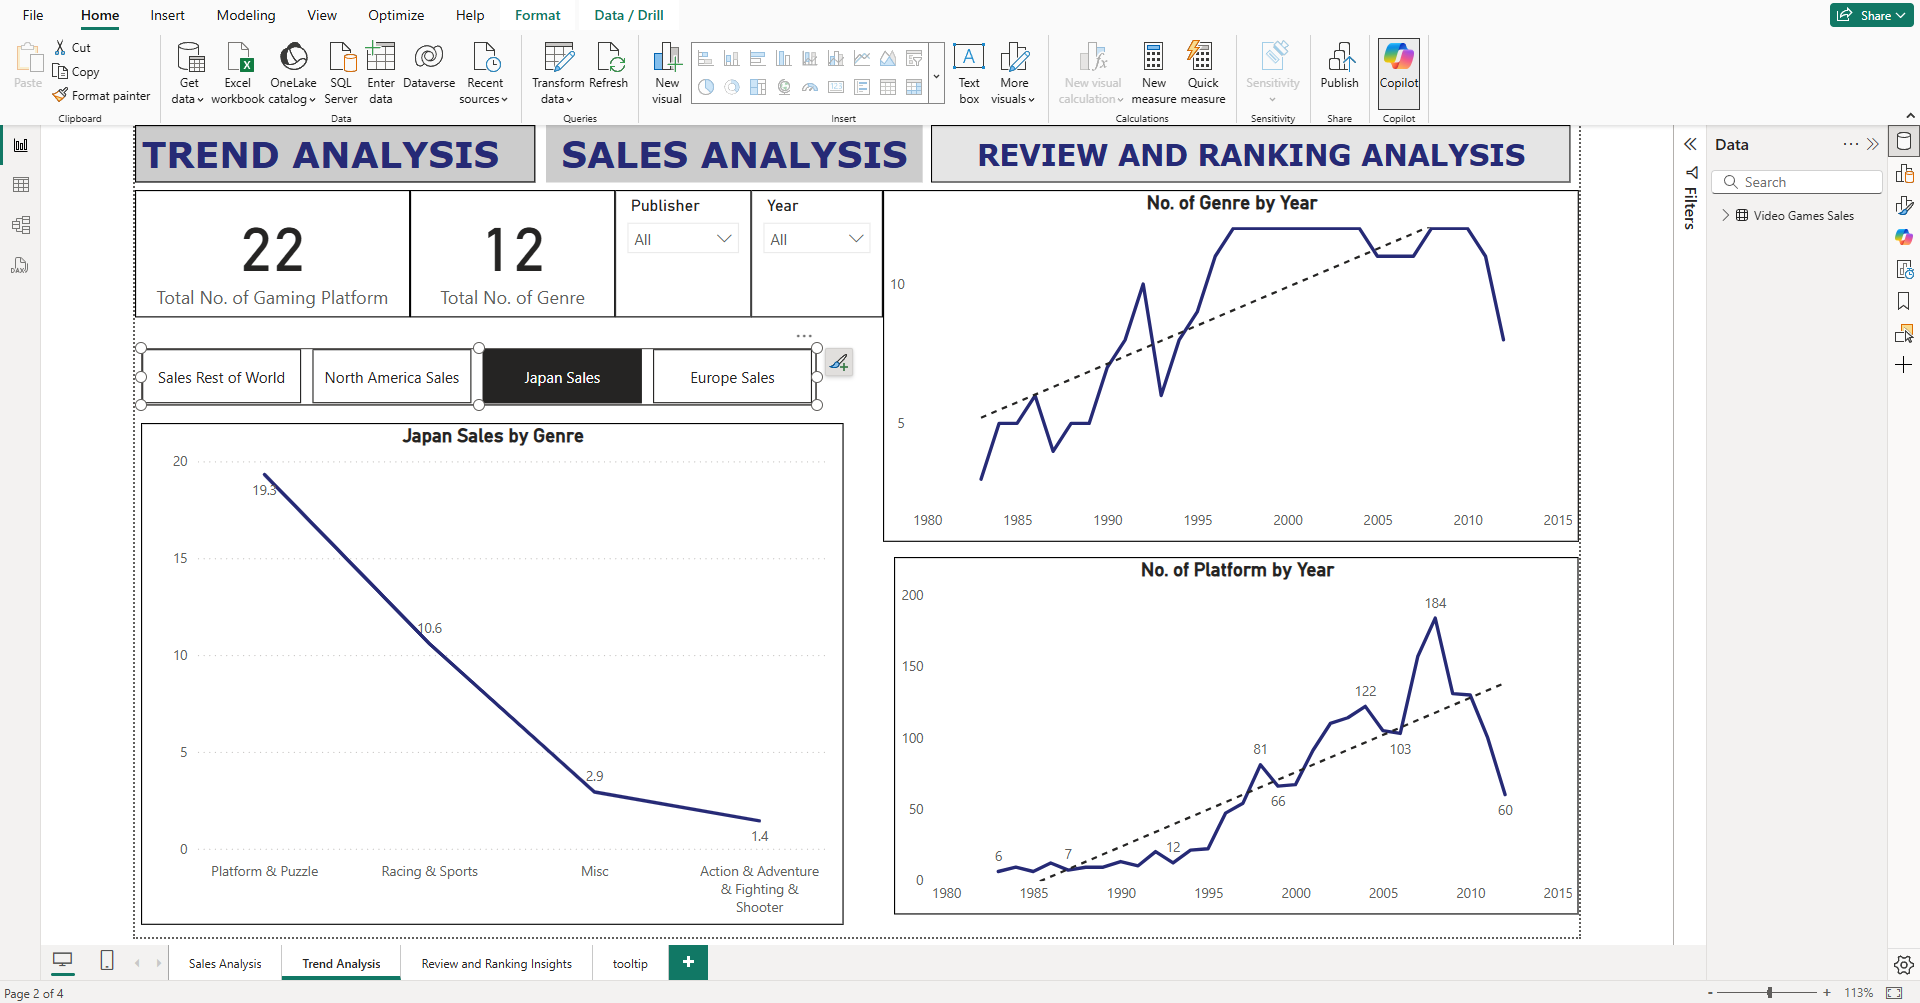 File Home Insert Modeling View Optimize Help Format Data / Drill Share
Paste
Cut
Copy
Format painter
Clipboard
Get data
Excel workbook
OneLake catalog
SQL Server
Enter data
Dataverse
Recent sources
Data
Transform data
Refresh
Queries
New visual
Text box
More visuals
Insert
New visual calculation
New measure
Quick measure
Calculations
Sensitivity
Sensitivity
Publish
Share
Copilot
Copilot
TREND ANALYSIS
SALES ANALYSIS
REVIEW AND RANKING ANALYSIS
22
Total No. of Gaming Platform
12
Total No. of Genre
Publisher
All
Year
All
Sales Rest of World
North America Sales
Japan Sales
Europe Sales
Japan Sales by Genre
20
15
10
5
0
19.3
10.6
2.9
1.4
Platform & Puzzle
Racing & Sports
Misc
Action & Adventure
& Fighting &
Shooter
No. of Genre by Year
10
5
1980 1985 1990 1995 2000 2005 2010 2015
No. of Platform by Year
200
150
100
50
0
6
7
12
81
66
122
103
184
60
1980 1985 1990 1995 2000 2005 2010 2015
Filters
Data
Search
Video Games Sales
DAX
Sales Analysis
Trend Analysis
Review and Ranking Insights
tooltip
+
Page 2 of 4
- + 113%